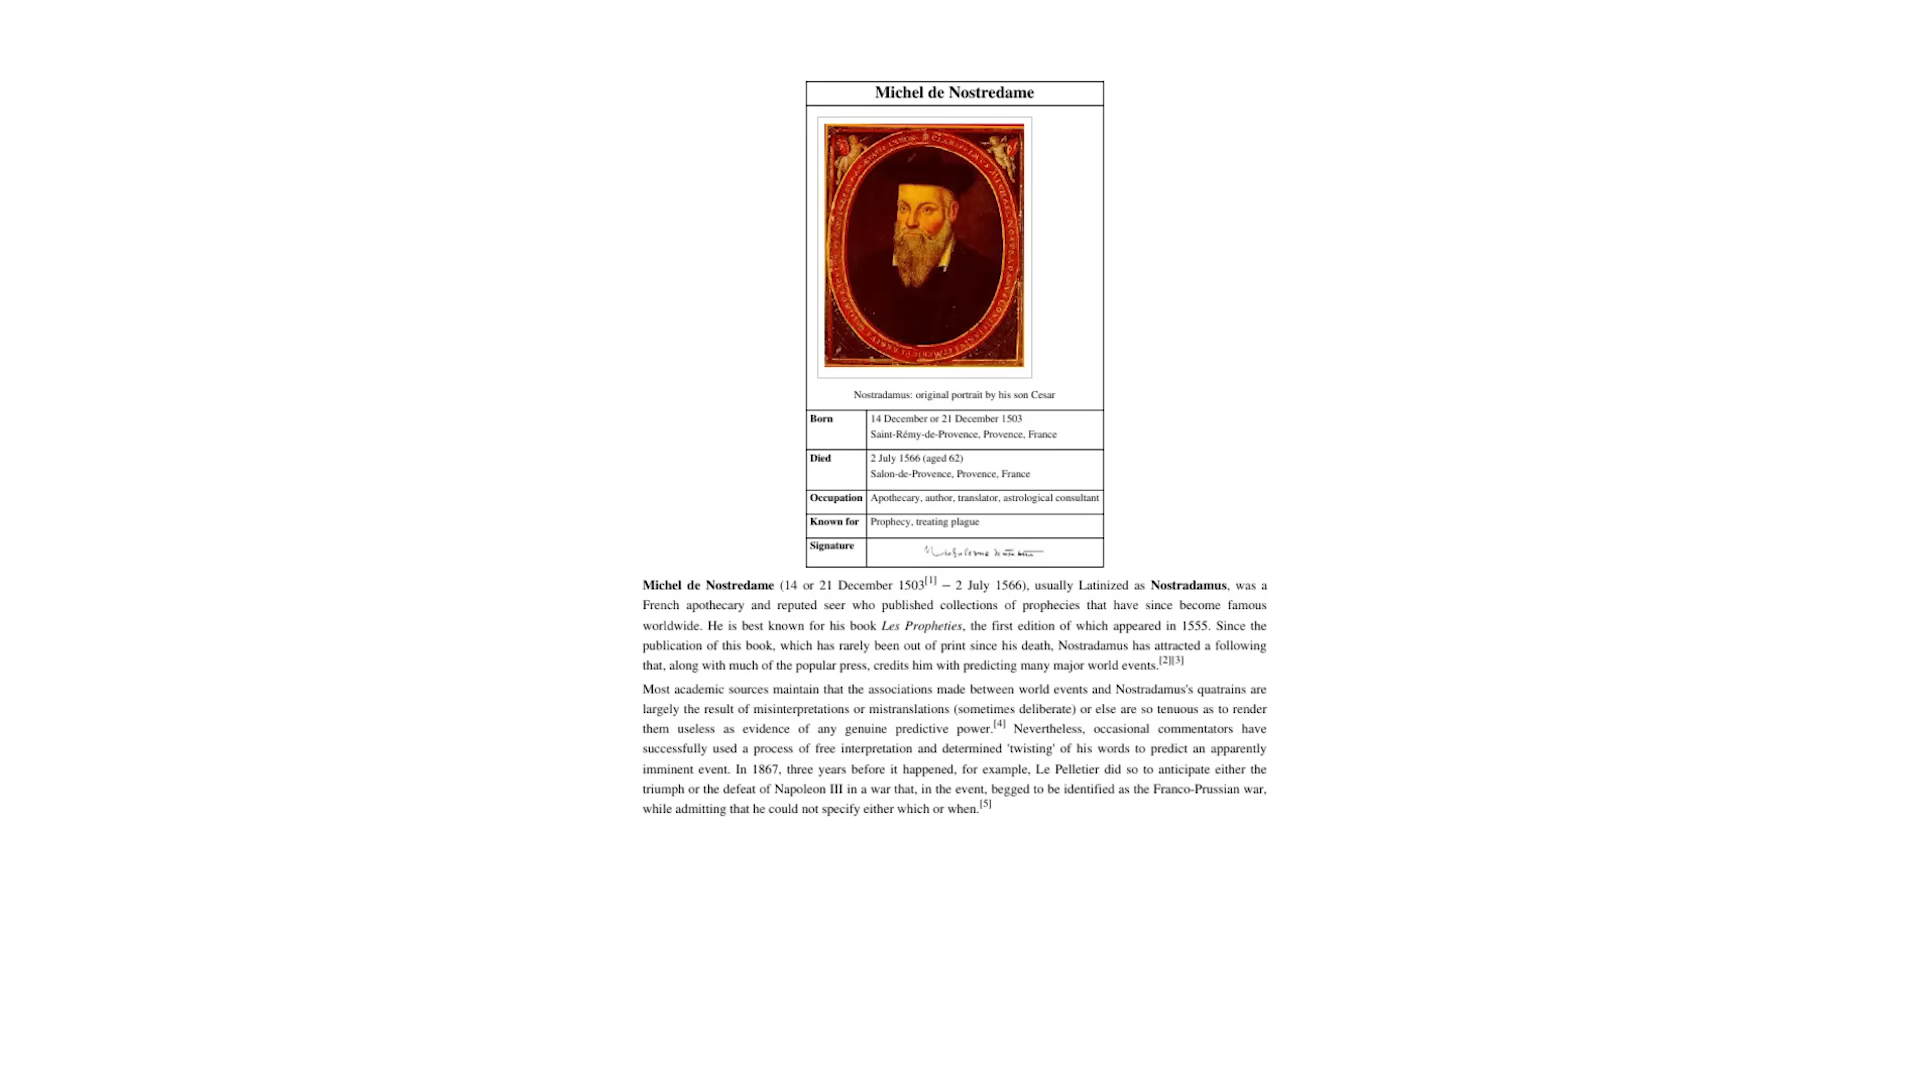 Michel de Nostredame
Nostradamus: original portrait by his son Cesar
Born 14 December or 21 December 1503
Saint-Rémy-de-Provence, Provence, France
Died 2 July 1566 (aged 62)
Salon-de-Provence, Provence, France
Occupation Apothecary, author, translator, astrological consultant
Known for Prophecy, treating plague
Signature
Michel de Nostredame (14 or 21 December 1503[1] – 2 July 1566), usually Latinized as Nostradamus, was a
French apothecary and reputed seer who published collections of prophecies that have since become famous
worldwide. He is best known for his book Les Propheties, the first edition of which appeared in 1555. Since the
publication of this book, which has rarely been out of print since his death, Nostradamus has attracted a following
that, along with much of the popular press, credits him with predicting many major world events.[2][3]
Most academic sources maintain that the associations made between world events and Nostradamus's quatrains are
largely the result of misinterpretations or mistranslations (sometimes deliberate) or else are so tenuous as to render
them useless as evidence of any genuine predictive power.[4] Nevertheless, occasional commentators have
successfully used a process of free interpretation and determined 'twisting' of his words to predict an apparently
imminent event. In 1867, three years before it happened, for example, Le Pelletier did so to anticipate either the
triumph or the defeat of Napoleon III in a war that, in the event, begged to be identified as the Franco-Prussian war,
while admitting that he could not specify either which or when.[5]